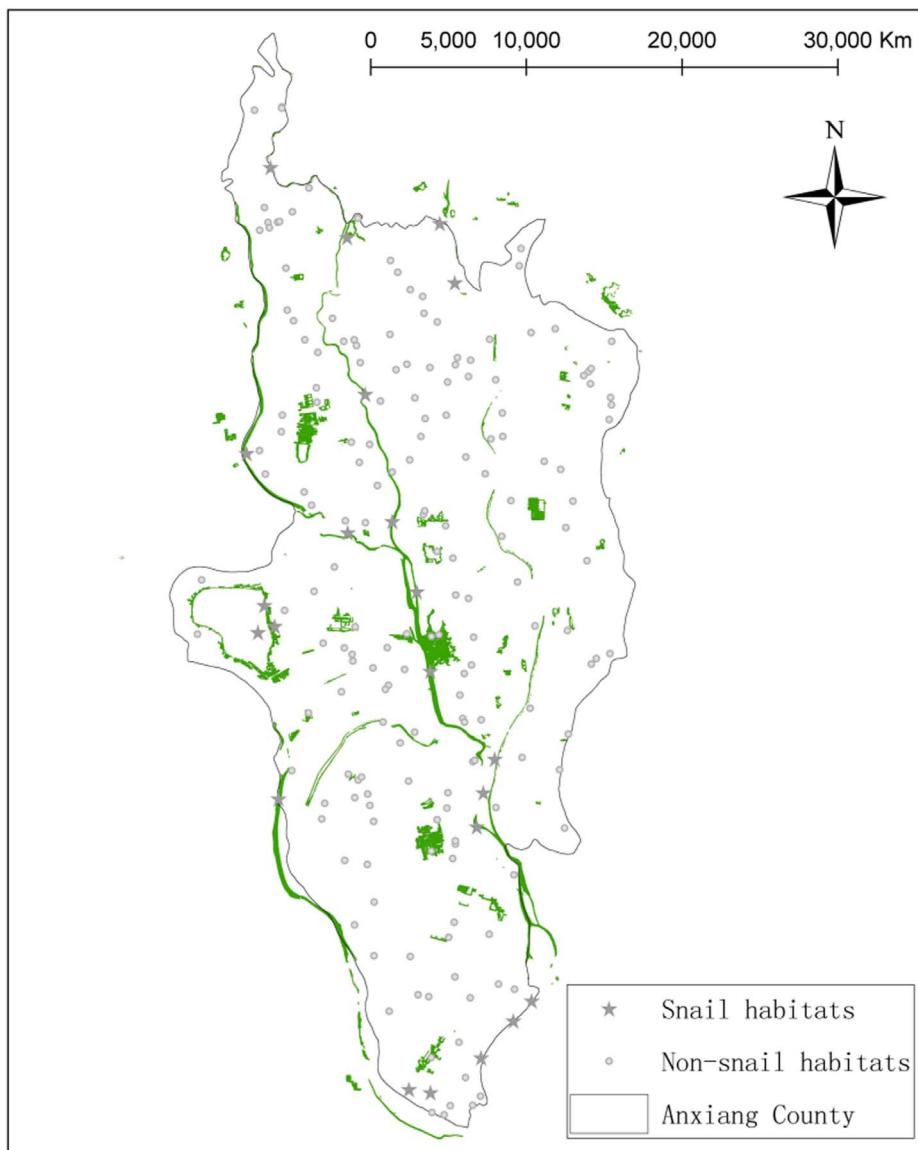 0 5,000 10,000 20,000 30,000 Km
N
Snail habitats
Non-snail habitats
Anxiang County